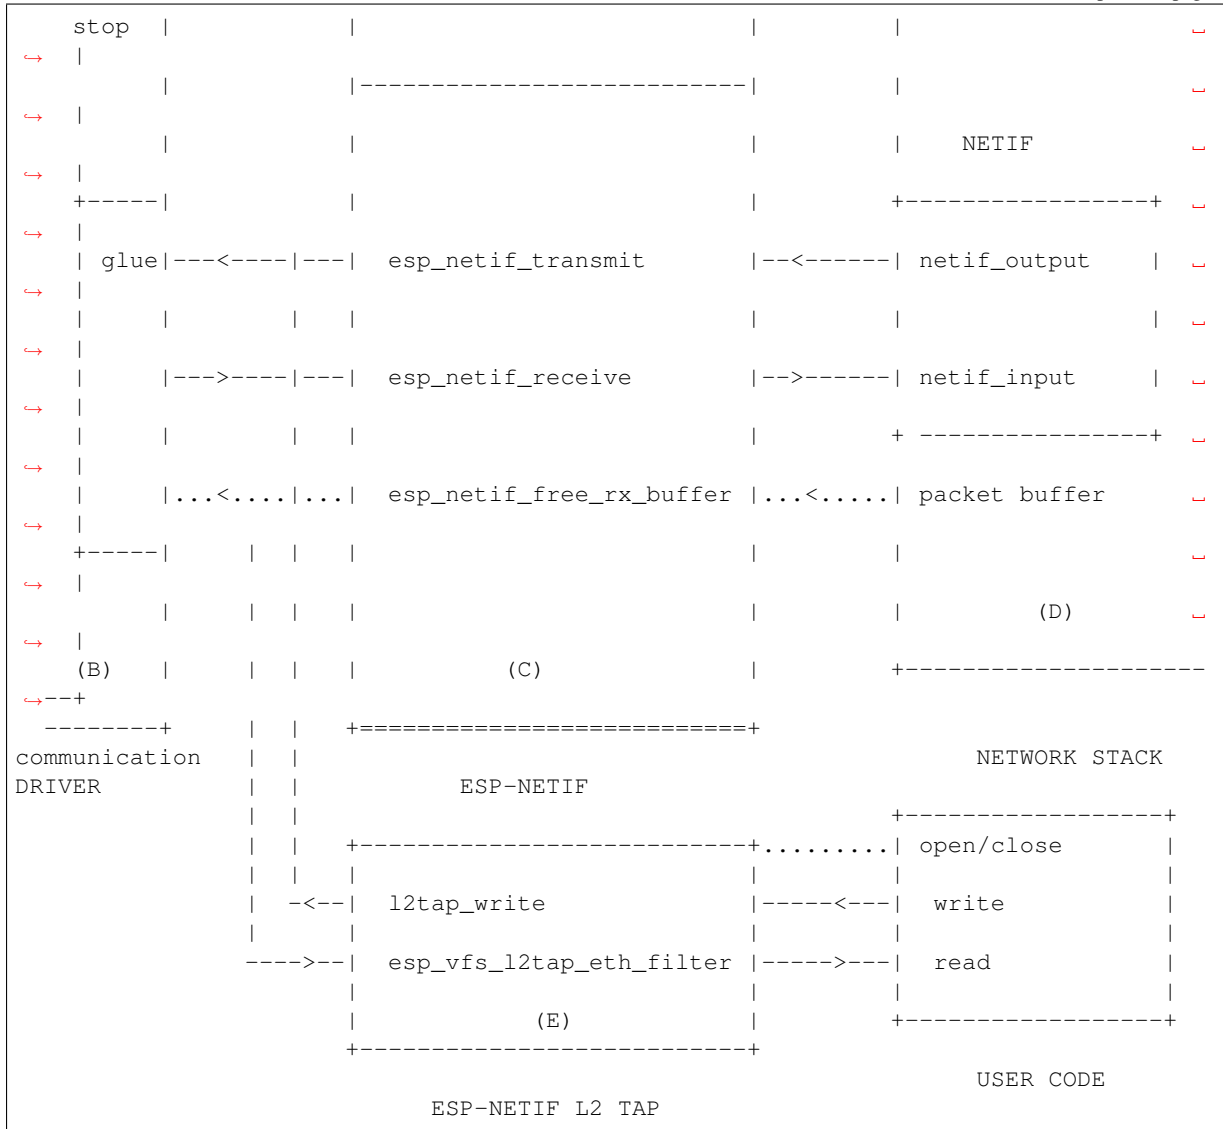 stop  |            |                           |         |                    ␣
↪   |
          |            |---------------------------|         |                    ␣
↪   |
          |            |                           |         |    NETIF           ␣
↪   |
    +-----|            |                           |         +-----------------+  ␣
↪   |
    | glue|---<----|---|  esp_netif_transmit       |--<------| netif_output    |  ␣
↪   |
    |     |        |   |                           |         |                 |  ␣
↪   |
    |     |--->----|---|  esp_netif_receive        |-->------| netif_input     |  ␣
↪   |
    |     |        |   |                           |         + ----------------+  ␣
↪   |
    |     |...<....|...|  esp_netif_free_rx_buffer |...<.....| packet buffer      ␣
↪   |
    +-----|     |  |   |                           |         |                    ␣
↪   |
          |     |  |   |                           |         |         (D)        ␣
↪   |
    (B)   |     |  |   |          (C)              |         +---------------------
↪--+
  --------+     |  |   +===========================+
communication   |  |                                               NETWORK STACK
DRIVER          |  |           ESP-NETIF
                |  |                                         +------------------+
                |  |   +---------------------------+.........| open/close       |
                |  |   |                           |         |                  |
                |  -<--|  l2tap_write              |-----<---|  write           |
                |      |                           |         |                  |
                ---->--|  esp_vfs_l2tap_eth_filter |----->---|  read            |
                       |                           |         |                  |
                       |            (E)            |         +------------------+
                       +---------------------------+
                                                                   USER CODE
                             ESP-NETIF L2 TAP